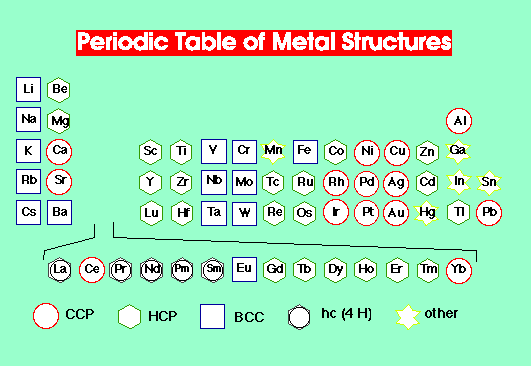 Periodic Table of Metal Structures
Li Be
Na Mg Al
K Ca Sc Ti V Cr Mn Fe Co Ni Cu Zn Ga
Rb Sr Y Zr Nb Mo Tc Ru Rh Pd Ag Cd In Sn
Cs Ba Lu Hf Ta W Re Os Ir Pt Au Hg Tl Pb
La Ce Pr Nd Pm Sm Eu Gd Tb Dy Ho Er Tm Yb
CCP HCP BCC hc (4 H) other